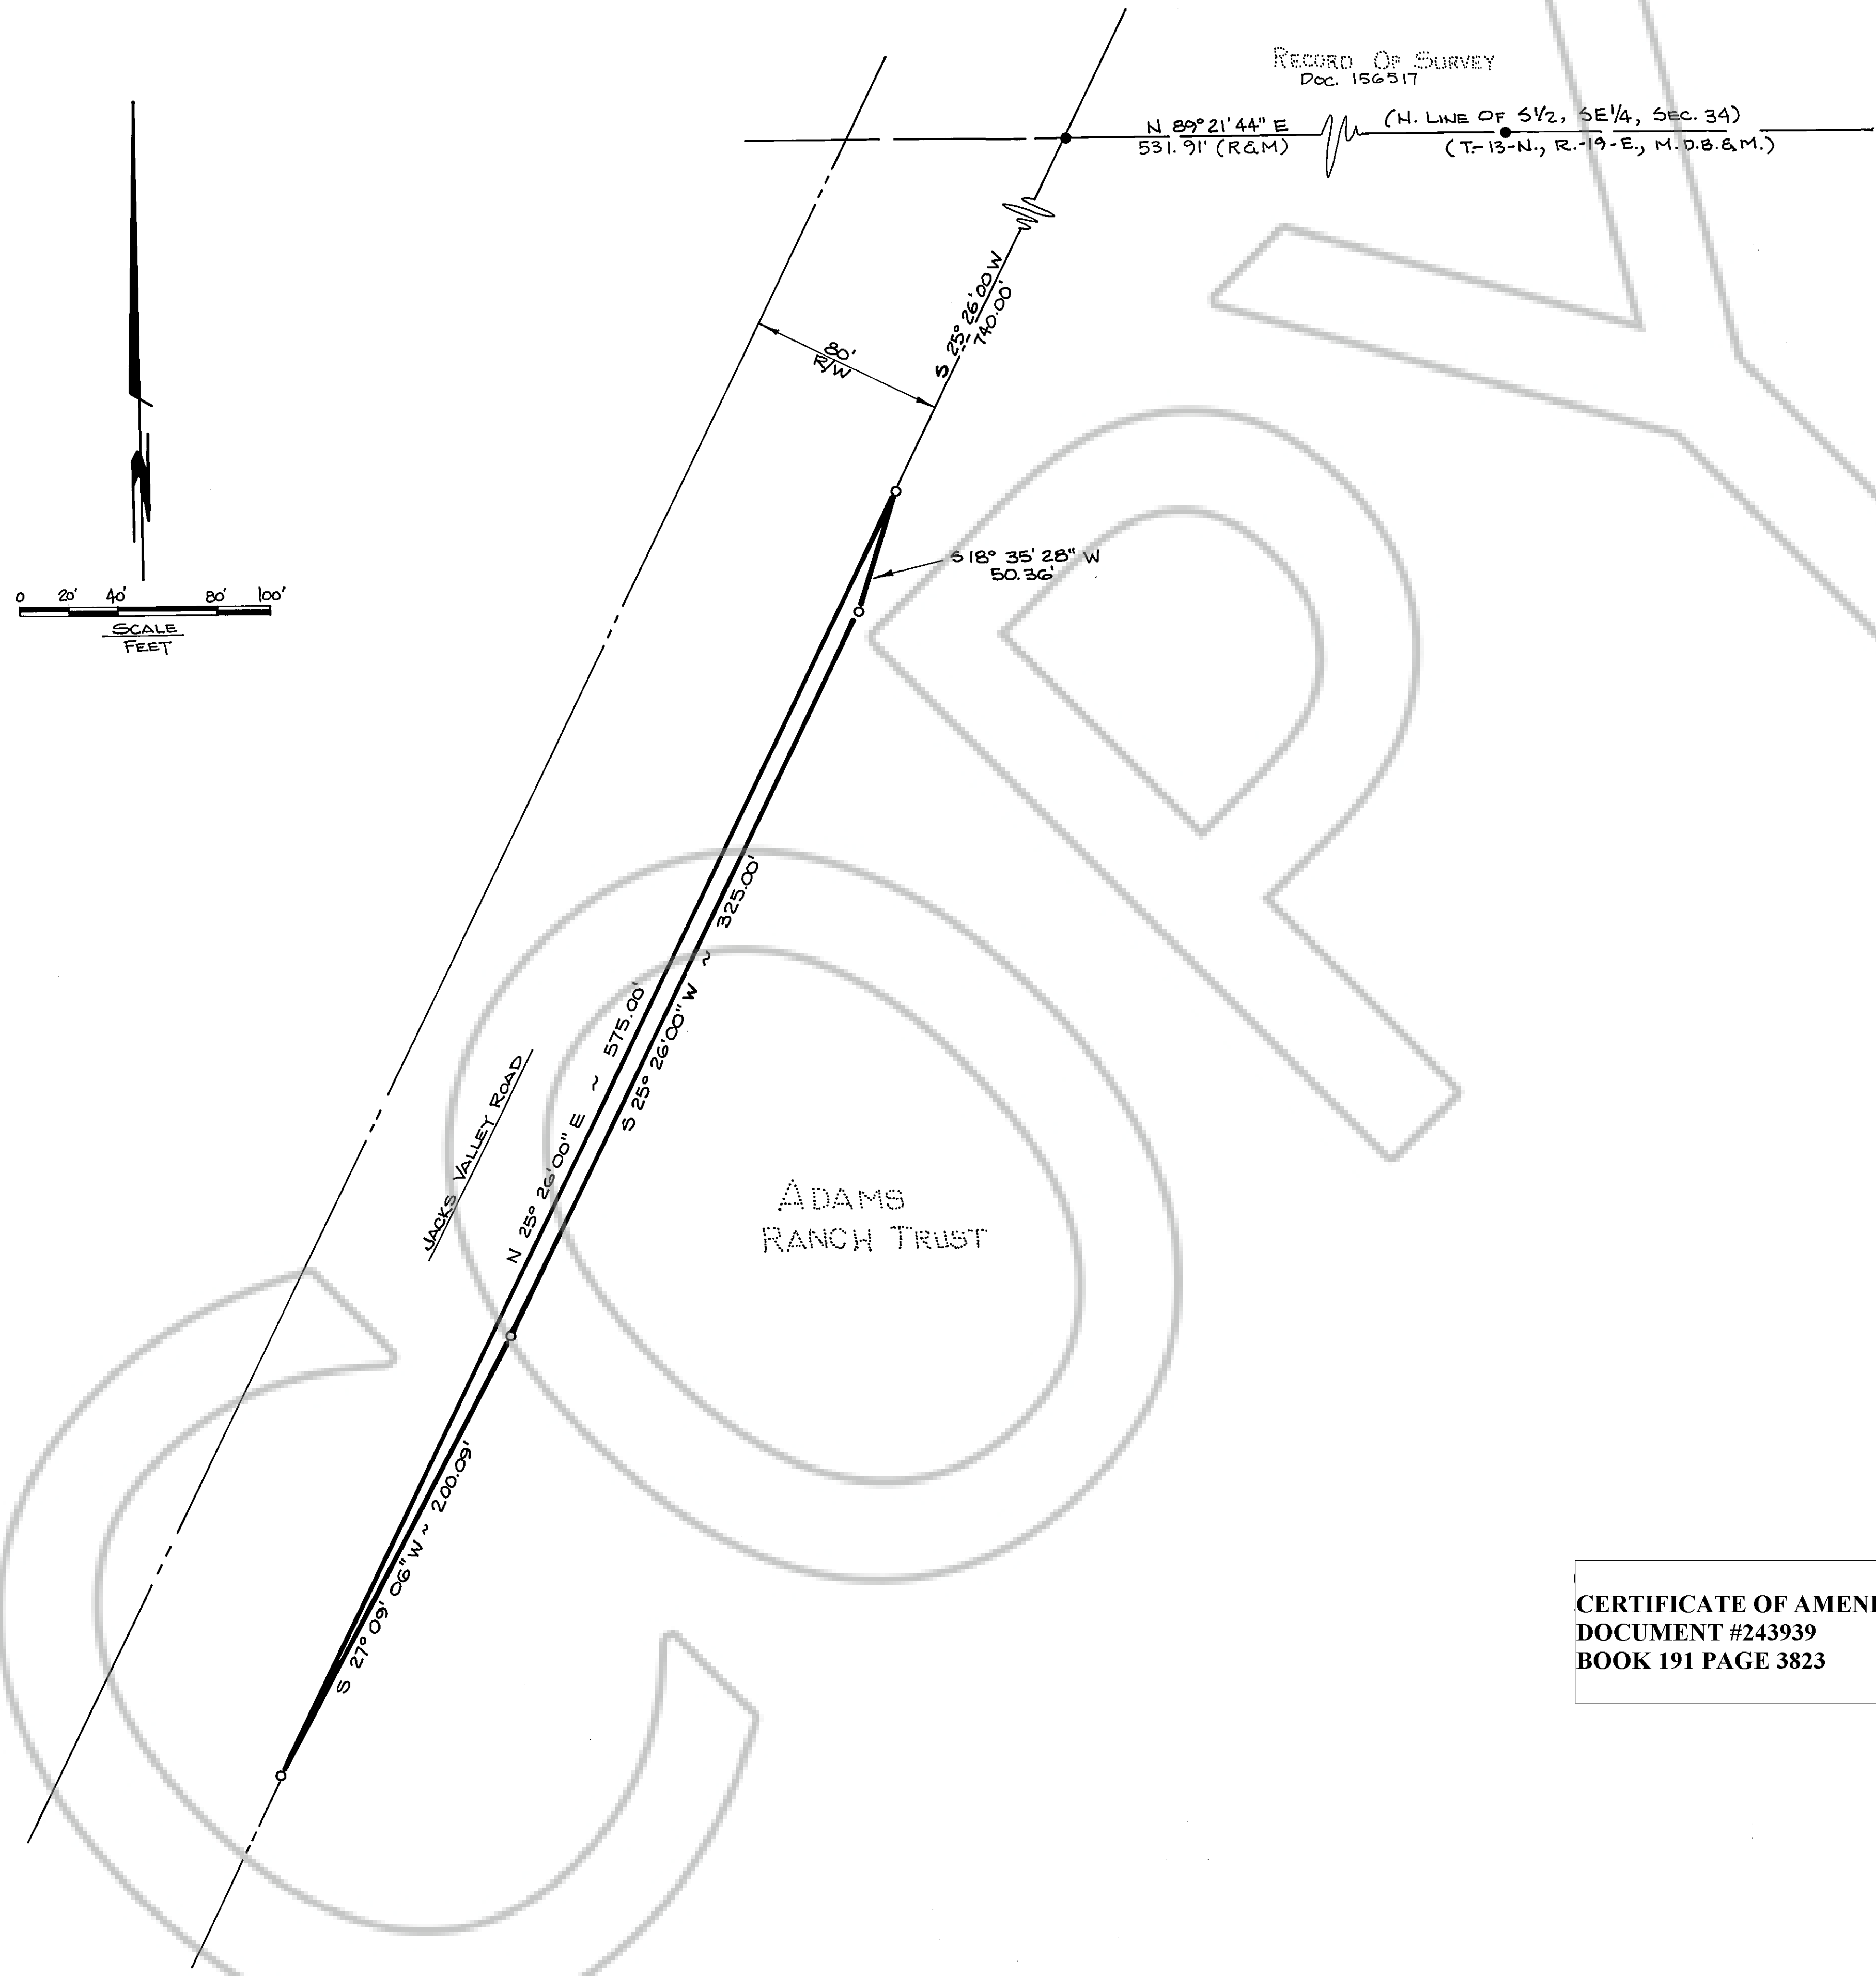 RECORD OF SURVEY
DOC. 156517
N 89° 21' 44" E
531.91' (R&M)
(N. LINE OF S1/2, SE1/4, SEC. 34)
(T.-13-N., R.-19-E., M.D.B.&M.)
S 25° 26' 00 W
740.00'
80'
R/W
S 18° 35' 28" W
50.36'
0 20' 40' 80' 100'
SCALE
FEET
N 25° 26' 00" E ~ 575.00'
S 25° 26' 00" W ~ 325.00'
JACKS VALLEY ROAD
ADAMS
RANCH TRUST
S 27° 09' 06" W ~ 200.09'
CERTIFICATE OF AMEN
DOCUMENT #243939
BOOK 191 PAGE 3823
COPY